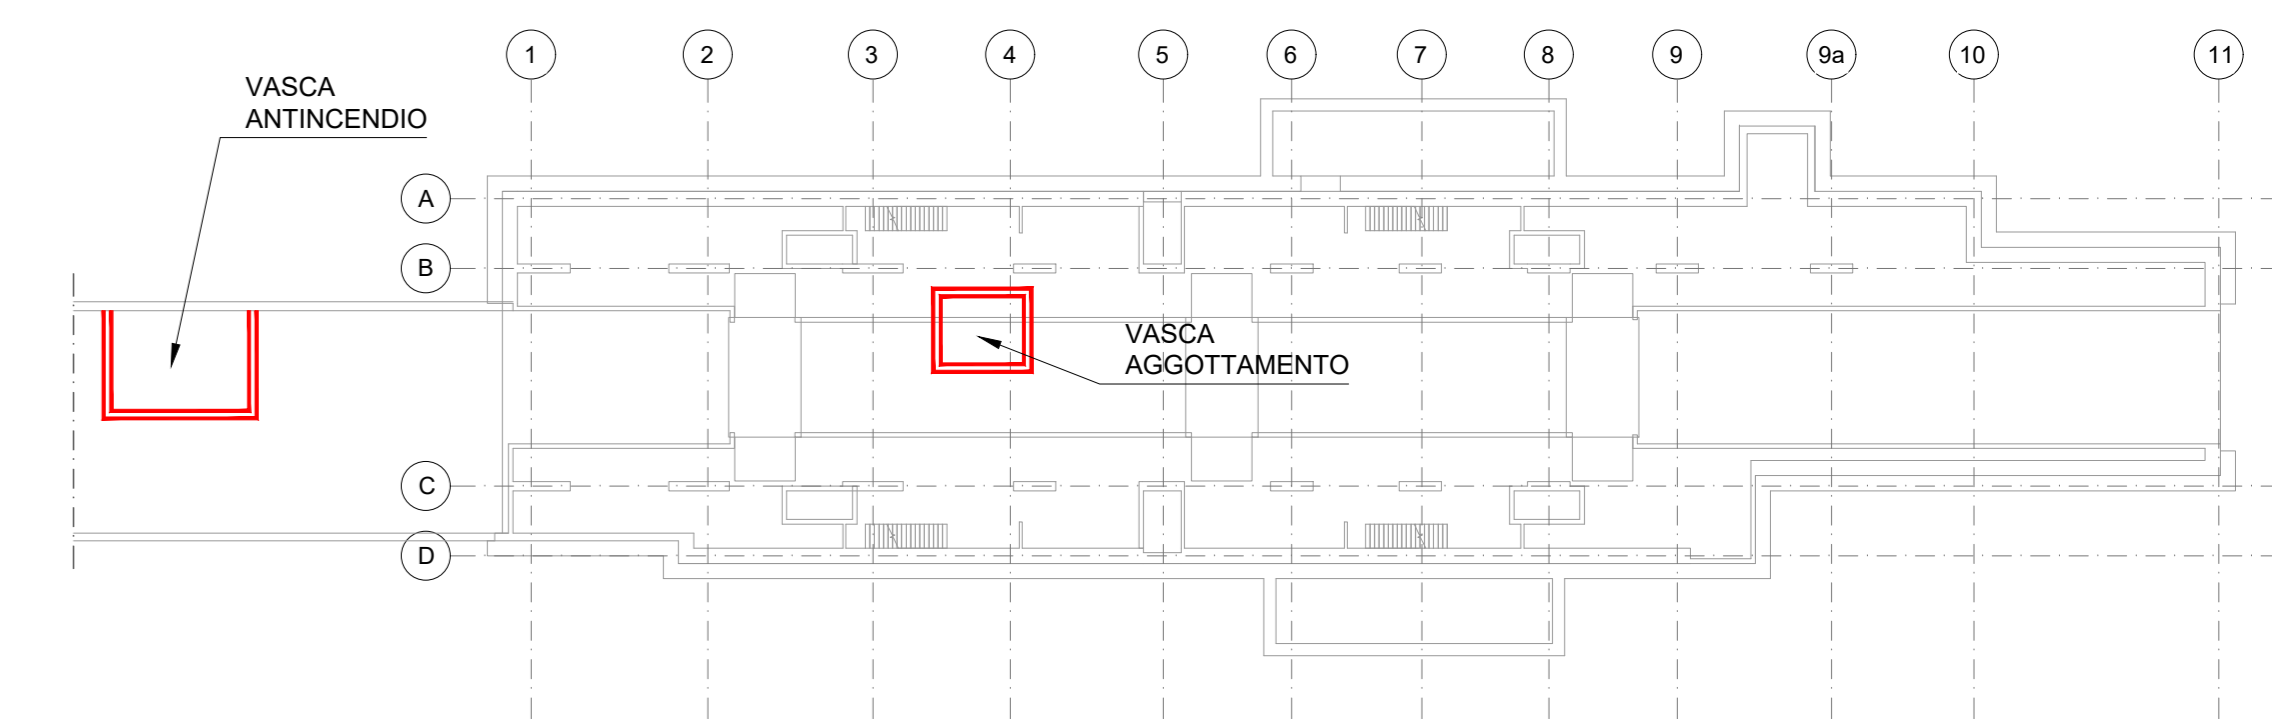 1 2 3 4 5 6 7 8 9 9a 10 11
VASCA
ANTINCENDIO
A
B
VASCA
AGGOTTAMENTO
C
D